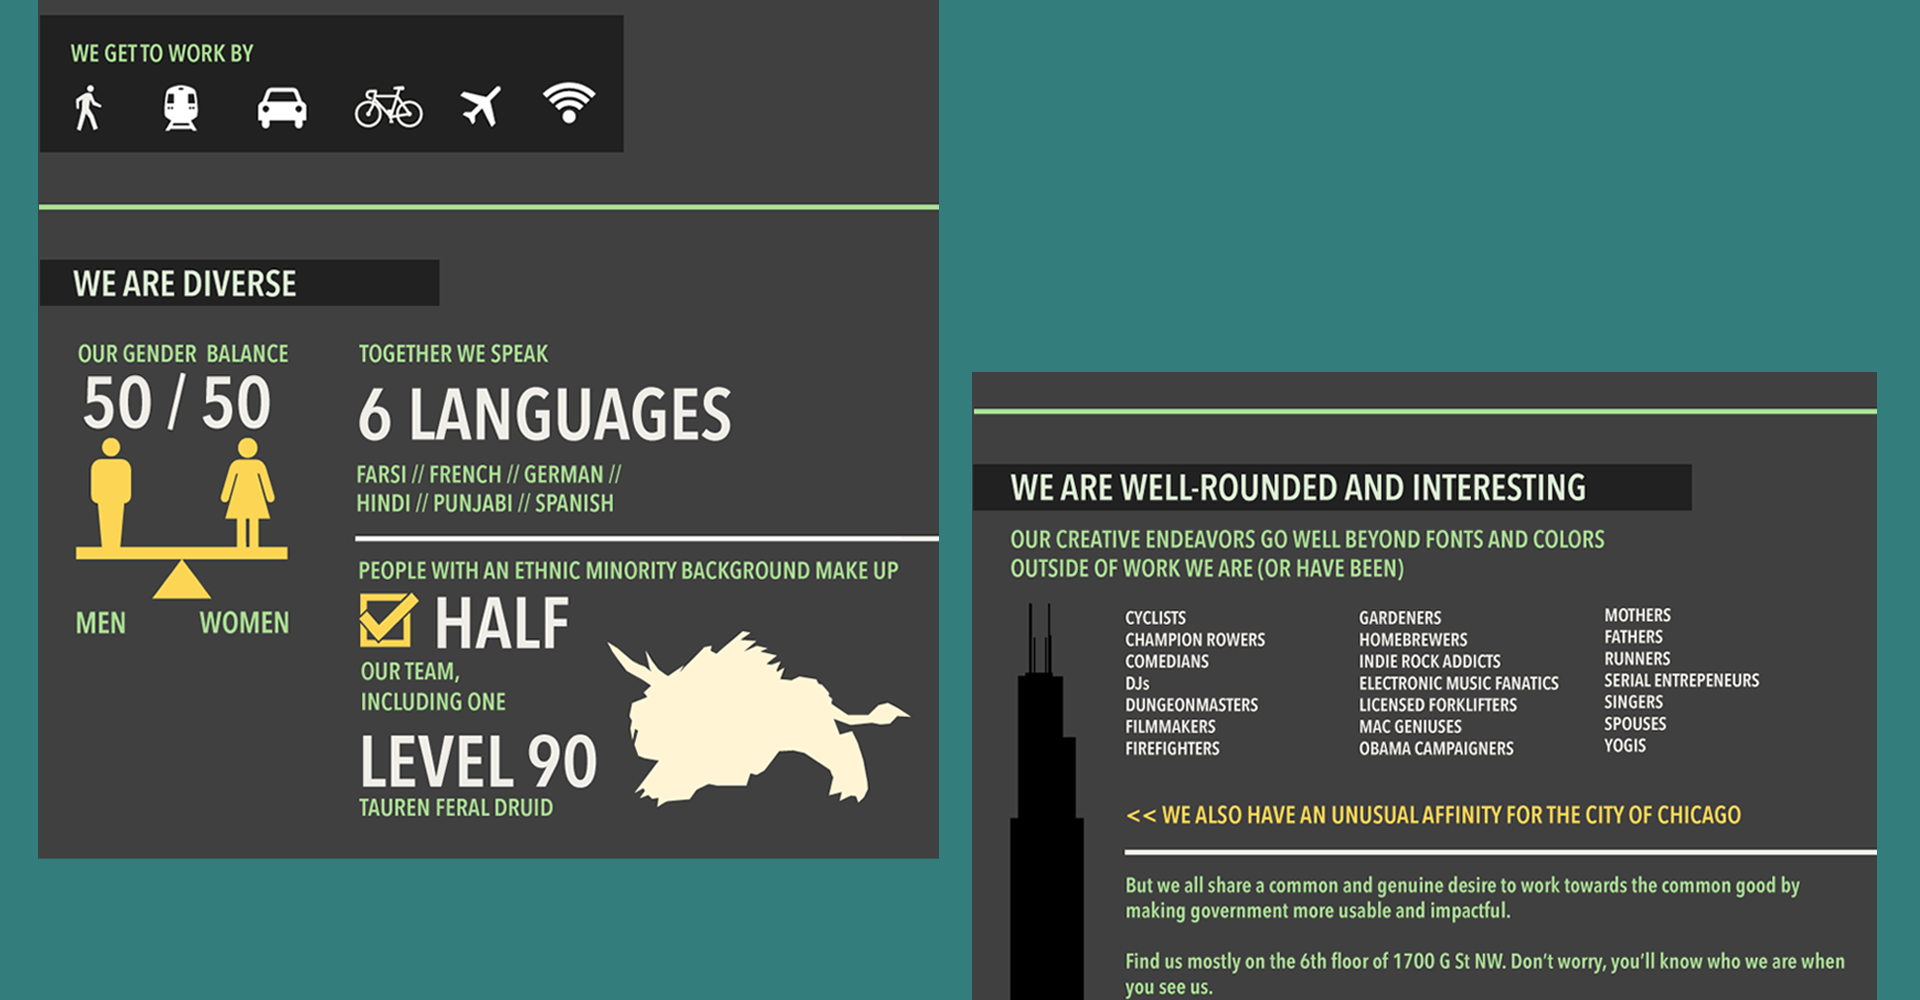 WE GET TO WORK BY
WE ARE DIVERSE
OUR GENDER BALANCE
50 / 50
MEN WOMEN
TOGETHER WE SPEAK
6 LANGUAGES
FARSI // FRENCH // GERMAN //
HINDI // PUNJABI // SPANISH
PEOPLE WITH AN ETHNIC MINORITY BACKGROUND MAKE UP
HALF
OUR TEAM,
INCLUDING ONE
LEVEL 90
TAUREN FERAL DRUID
WE ARE WELL-ROUNDED AND INTERESTING
OUR CREATIVE ENDEAVORS GO WELL BEYOND FONTS AND COLORS
OUTSIDE OF WORK WE ARE (OR HAVE BEEN)
CYCLISTS
CHAMPION ROWERS
COMEDIANS
DJs
DUNGEONMASTERS
FILMMAKERS
FIREFIGHTERS
GARDENERS
HOMEBREWERS
INDIE ROCK ADDICTS
ELECTRONIC MUSIC FANATICS
LICENSED FORKLIFTERS
MAC GENIUSES
OBAMA CAMPAIGNERS
MOTHERS
FATHERS
RUNNERS
SERIAL ENTREPENEURS
SINGERS
SPOUSES
YOGIS
<< WE ALSO HAVE AN UNUSUAL AFFINITY FOR THE CITY OF CHICAGO
But we all share a common and genuine desire to work towards the common good by
making government more usable and impactful.
Find us mostly on the 6th floor of 1700 G St NW. Don't worry, you'll know who we are when
you see us.